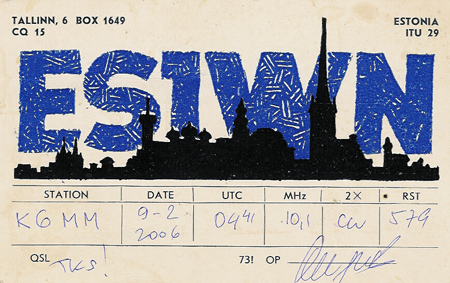 TALLINN, 6 BOX 1649
CQ 15
ESTONIA
ITU 29
ES1WN
STATION DATE UTC MHz 2X RST
K6MM 9-2 2006 0441 10,1 CW 579
QSL TKS! 73! OP